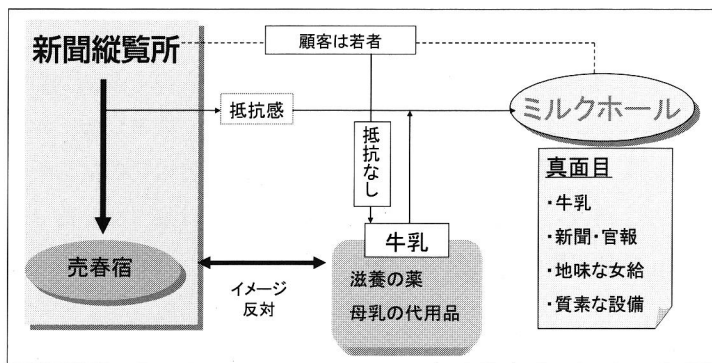 新聞縦覧所
顧客は若者
抵抗感
抵抗なし
ミルクホール
真面目
・牛乳
・新聞・官報
・地味な女給
・質素な設備
売春宿
イメージ
反対
牛乳
滋養の薬
母乳の代用品